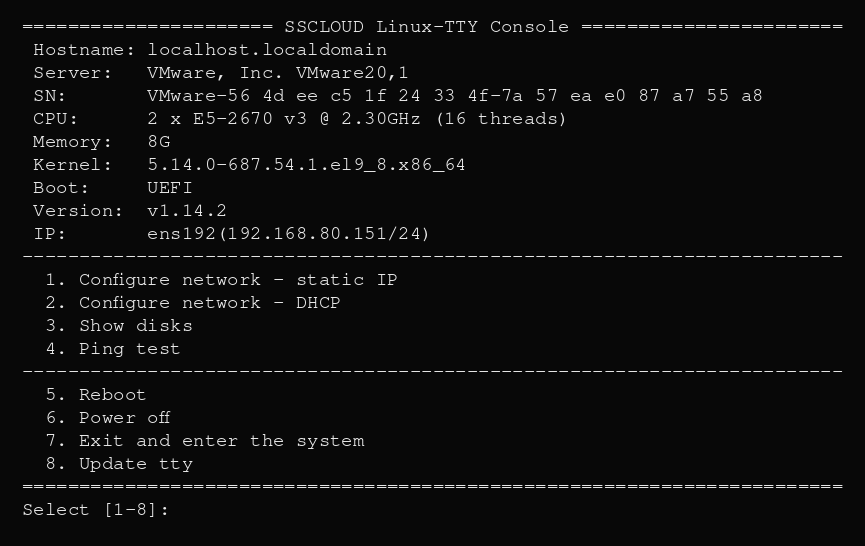 ====================== SSCLOUD Linux-TTY Console =======================
Hostname: localhost.localdomain
Server:   VMware, Inc. VMware20,1
SN:       VMware-56 4d ee c5 1f 24 33 4f-7a 57 ea e0 87 a7 55 a8
CPU:      2 x E5-2670 v3 @ 2.30GHz (16 threads)
Memory:   8G
Kernel:   5.14.0-687.54.1.el9_8.x86_64
Boot:     UEFI
Version:  v1.14.2
IP:       ens192(192.168.80.151/24)
------------------------------------------------------------------------
1. Configure network - static IP
2. Configure network - DHCP
3. Show disks
4. Ping test
------------------------------------------------------------------------
5. Reboot
6. Power off
7. Exit and enter the system
8. Update tty
========================================================================
Select [1-8]: